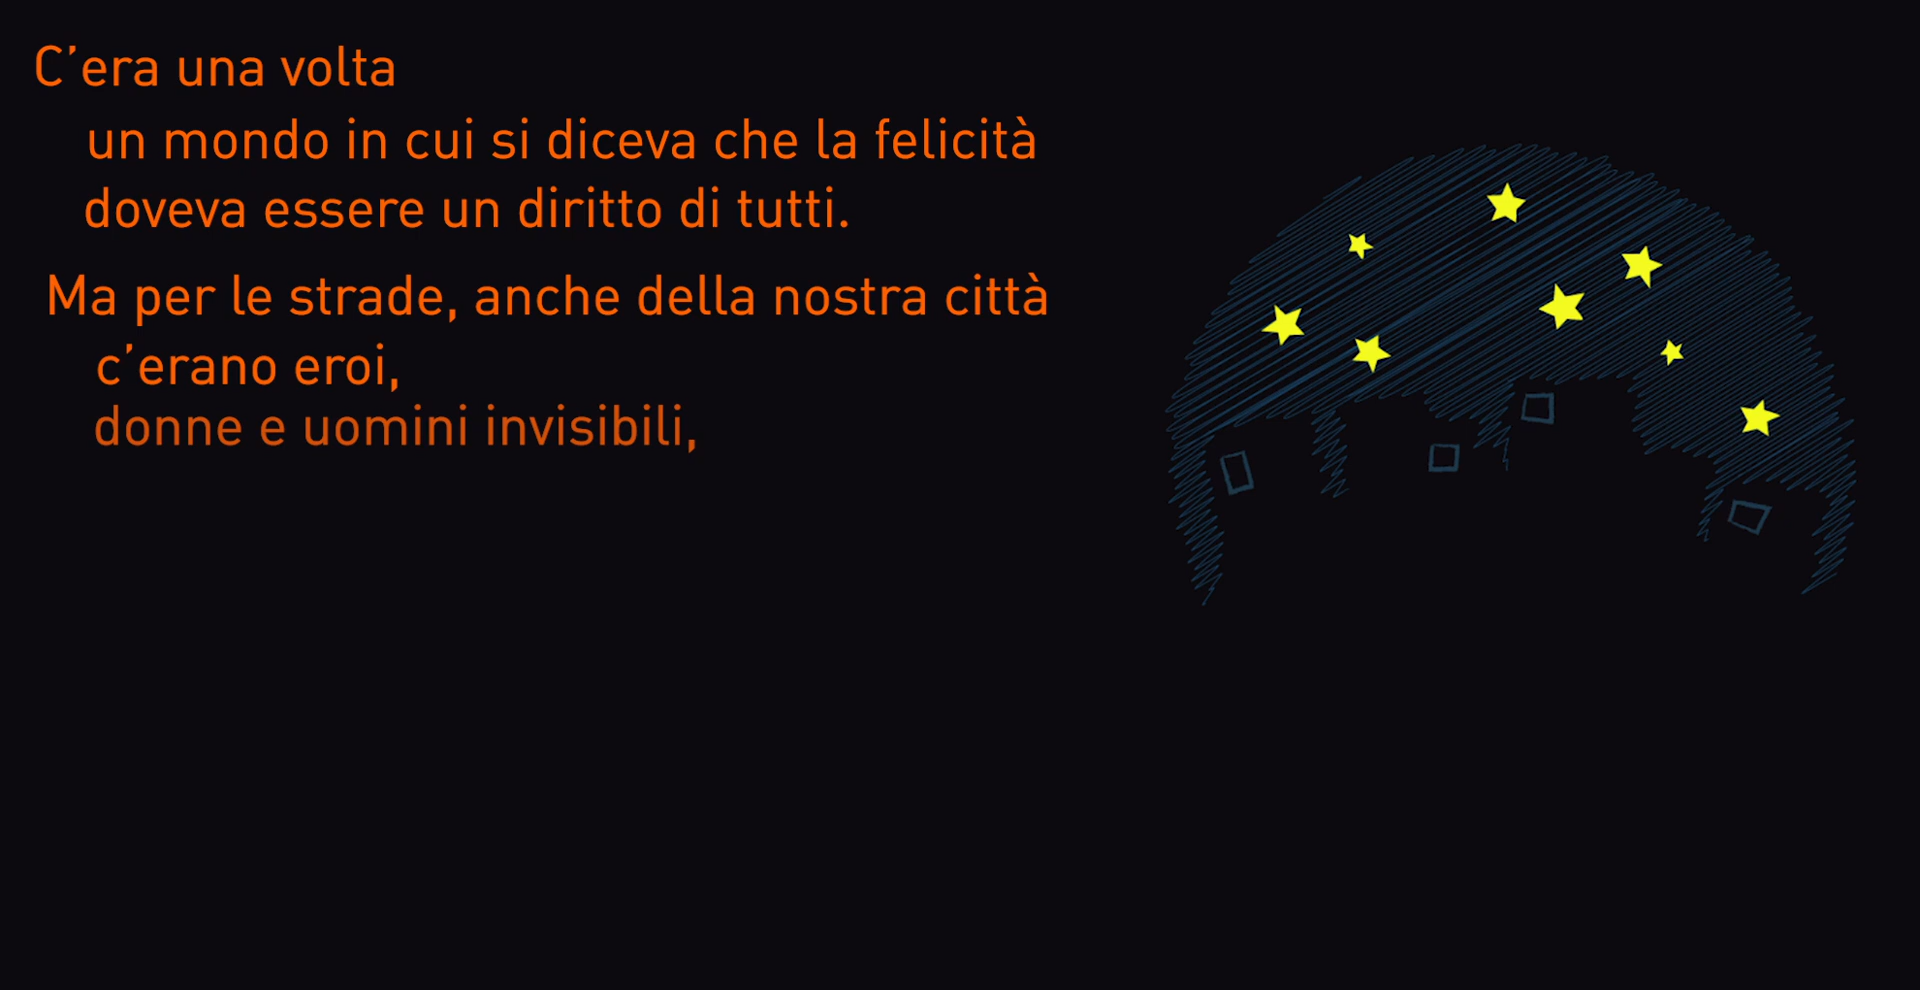 C’era una volta
un mondo in cui si diceva che la felicità
doveva essere un diritto di tutti.
Ma per le strade, anche della nostra città
c’erano eroi,
donne e uomini invisibili,